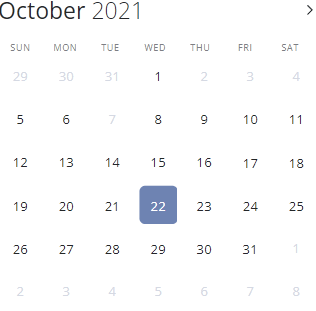 October 2021
SUN MON TUE WED THU FRI SAT
29 30 31 1 2 3 4
5 6 7 8 9 10 11
12 13 14 15 16 17 18
19 20 21 22 23 24 25
26 27 28 29 30 31 1
2 3 4 5 6 7 8